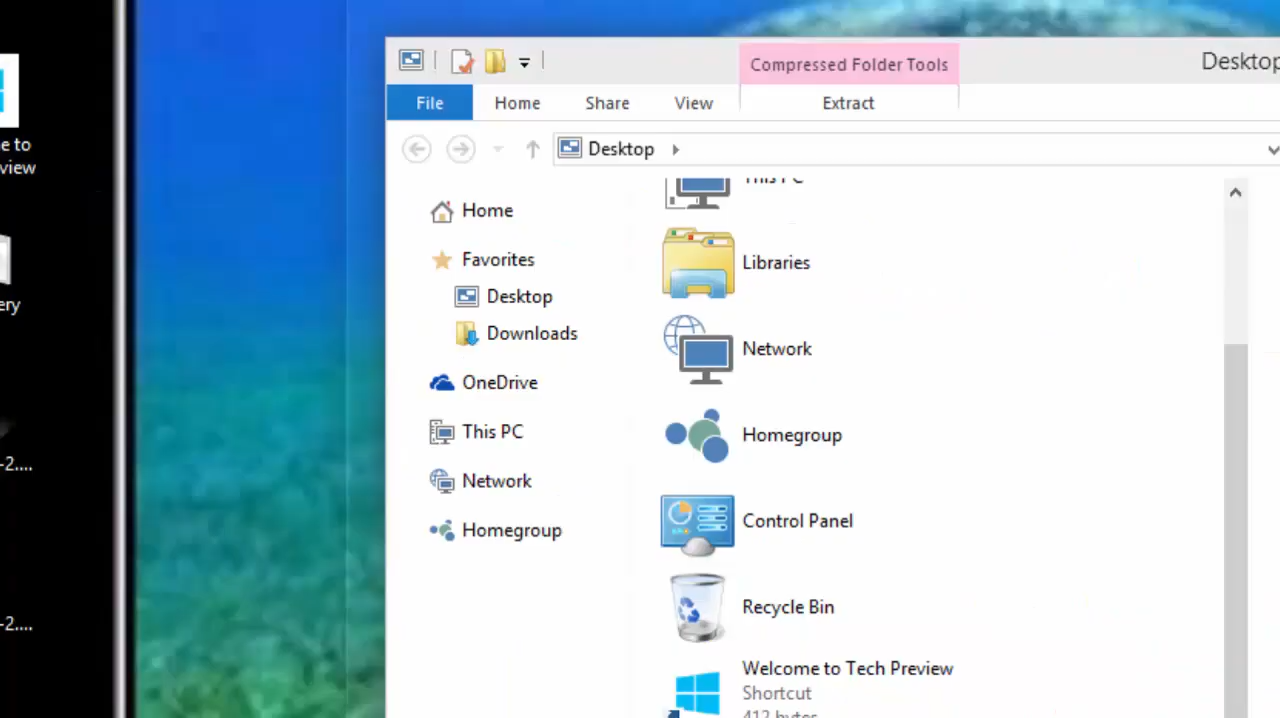 e to
view
ery
-2....
-2....
Compressed Folder Tools
Desktop
File
Home
Share
View
Extract
Desktop
This PC
Home
Favorites
Desktop
Downloads
OneDrive
This PC
Network
Homegroup
Libraries
Network
Homegroup
Control Panel
Recycle Bin
Welcome to Tech Preview
Shortcut
412 bytes